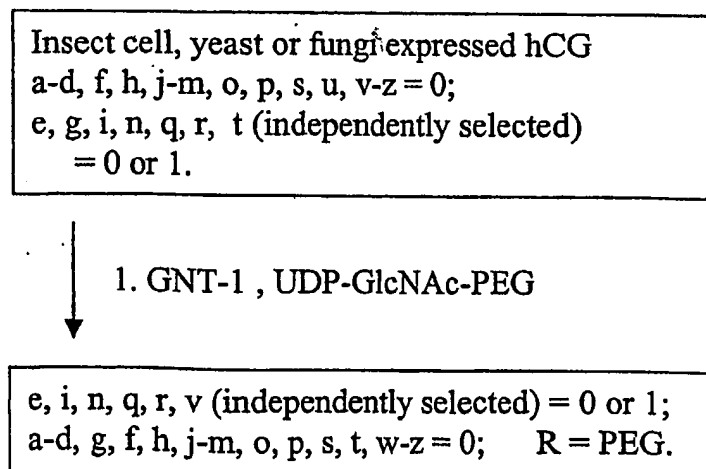 Insect cell, yeast or fungi expressed hCG
a-d, f, h, j-m, o, p, s, u, v-z = 0;
e, g, i, n, q, r, t (independently selected)
= 0 or 1.
1. GNT-1 , UDP-GlcNAc-PEG
e, i, n, q, r, v (independently selected) = 0 or 1;
a-d, g, f, h, j-m, o, p, s, t, w-z = 0; R = PEG.